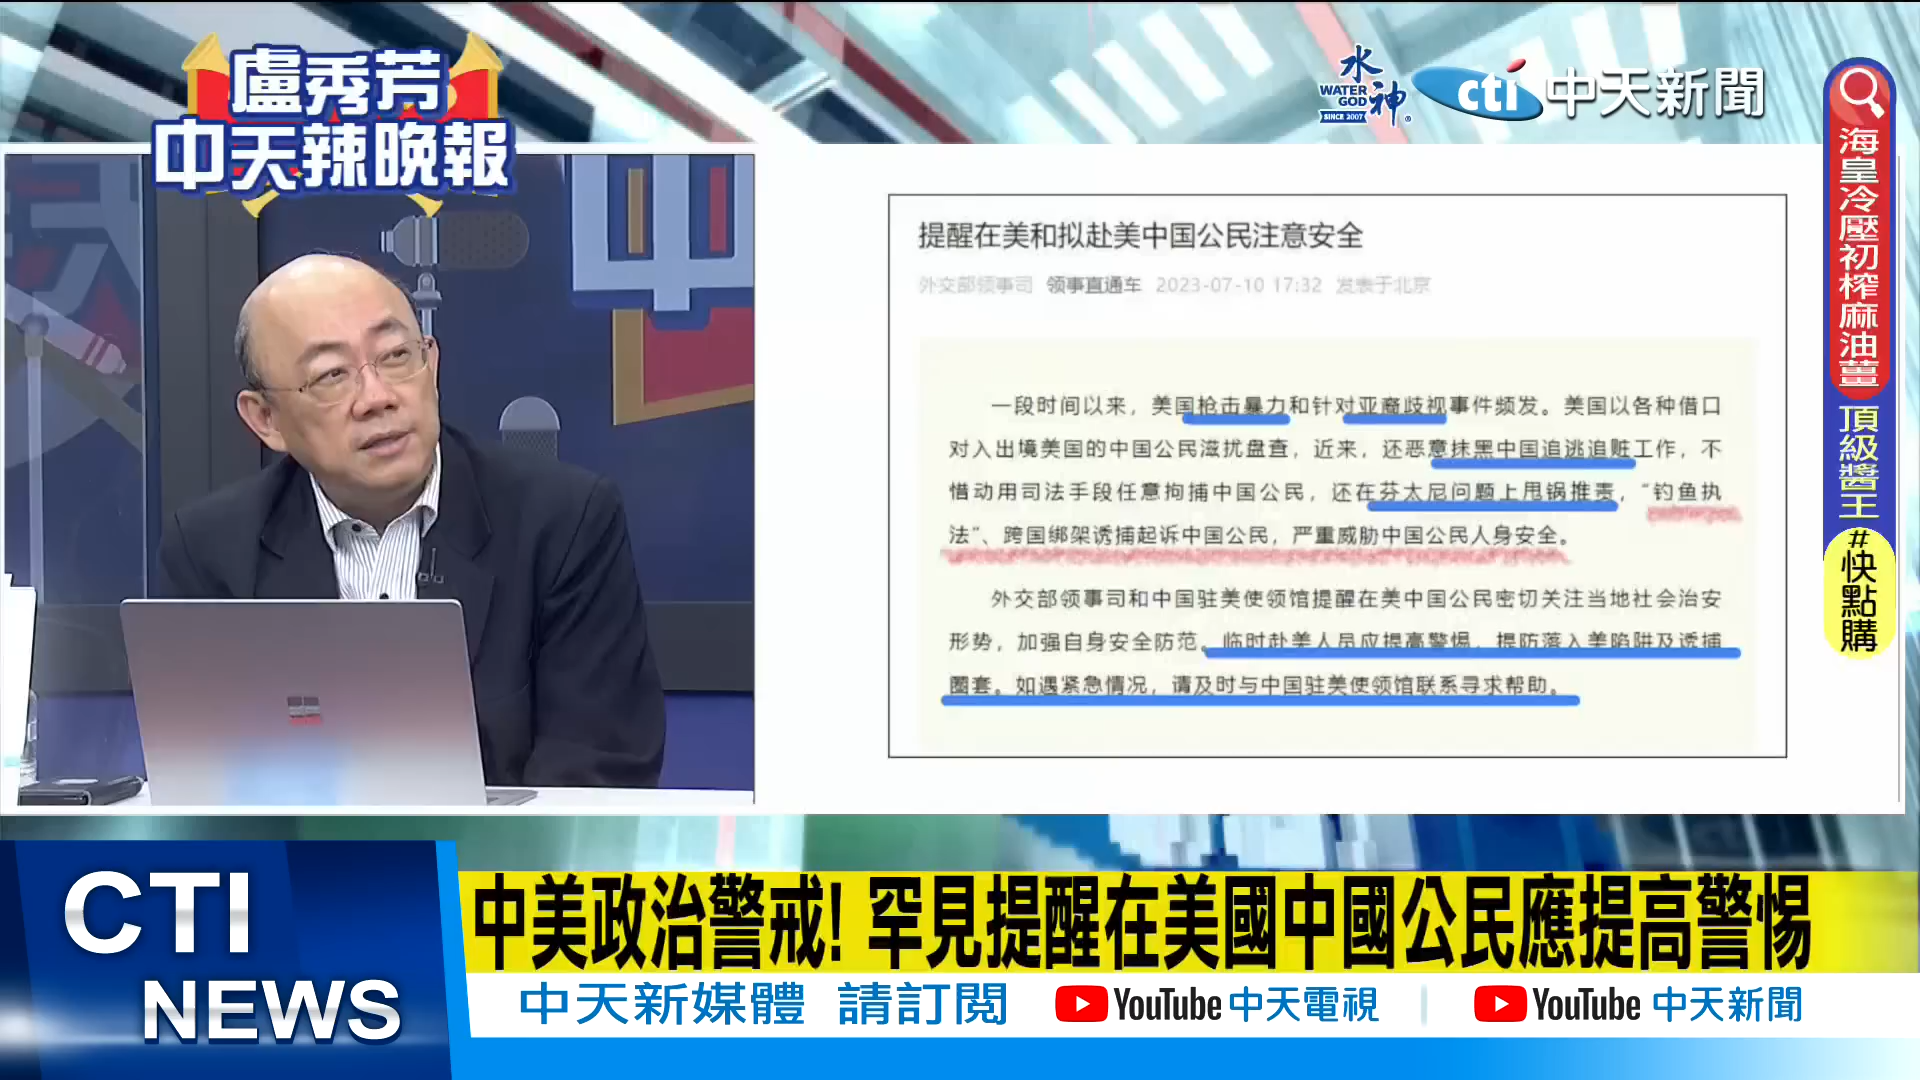 盧秀芳
中天辣晚報
水神
WATER
GOD
SINCE 2007
cti 中天新聞
海皇冷壓初榨麻油薑
頂級醬王
#快點購
提醒在美和拟赴美中国公民注意安全
外交部领事司 领事直通车 2023-07-10 17:32 发表于北京
一段时间以来，美国枪击暴力和针对亚裔歧视事件频发。美国以各种借口
对入出境美国的中国公民滋扰盘查，近来，还恶意抹黑中国追逃追赃工作，不
惜动用司法手段任意拘捕中国公民，还在芬太尼问题上甩锅推责，“钓鱼执
法”、跨国绑架诱捕起诉中国公民，严重威胁中国公民人身安全。
外交部领事司和中国驻美使领馆提醒在美中国公民密切关注当地社会治安
形势，加强自身安全防范。临时赴美人员应提高警惕，提防落入美陷阱及诱捕
圈套。如遇紧急情况，请及时与中国驻美使领馆联系寻求帮助。
CTI
NEWS
中美政治警戒! 罕見提醒在美國中國公民應提高警惕
中天新媒體 請訂閱 YouTube 中天電視 | YouTube 中天新聞